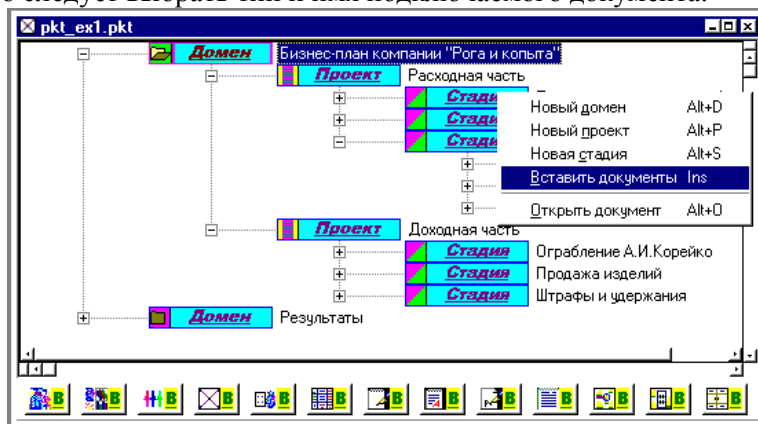 следует выбрать тип и имя подключаемого документа.
pkt_ex1.pkt
Домен Бизнес-план компании "Рога и копыта"
Проект Расходная часть
Новый домен Alt+D
Новый проект Alt+P
Новая стадия Alt+S
Вставить документы Ins
Открыть документ Alt+O
Проект Доходная часть
Стадия Ограбление А.И.Корейко
Стадия Продажа изделий
Стадия Штрафы и удержания
Домен Результаты
B B B B B B B B B B B B B